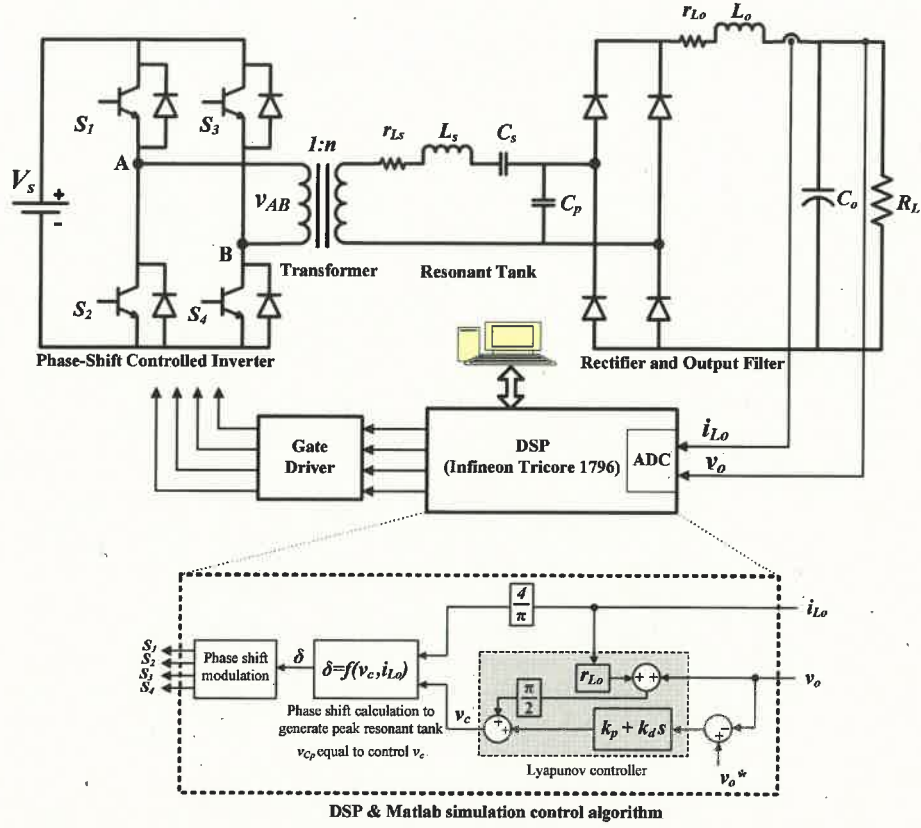 r_Lo L_o
S_1 S_3
1:n r_Ls L_s C_s
A
V_s + -
v_AB
C_p C_o R_L
B
Transformer Resonant Tank
S_2 S_4
Phase-Shift Controlled Inverter
Rectifier and Output Filter
Gate
Driver
DSP
(Infineon Tricore 1796)
ADC
i_Lo
v_o
4
π
i_Lo
S_1
S_2
S_3
S_4
Phase shift
modulation
δ
δ=f(v_c,i_Lo)
r_Lo
+ +
v_o
π
2
Phase shift calculation to
generate peak resonant tank
v_Cp equal to control v_c
v_c
+
+
k_p + k_d s
-
+
Lyapunov controller
v_o*
DSP & Matlab simulation control algorithm